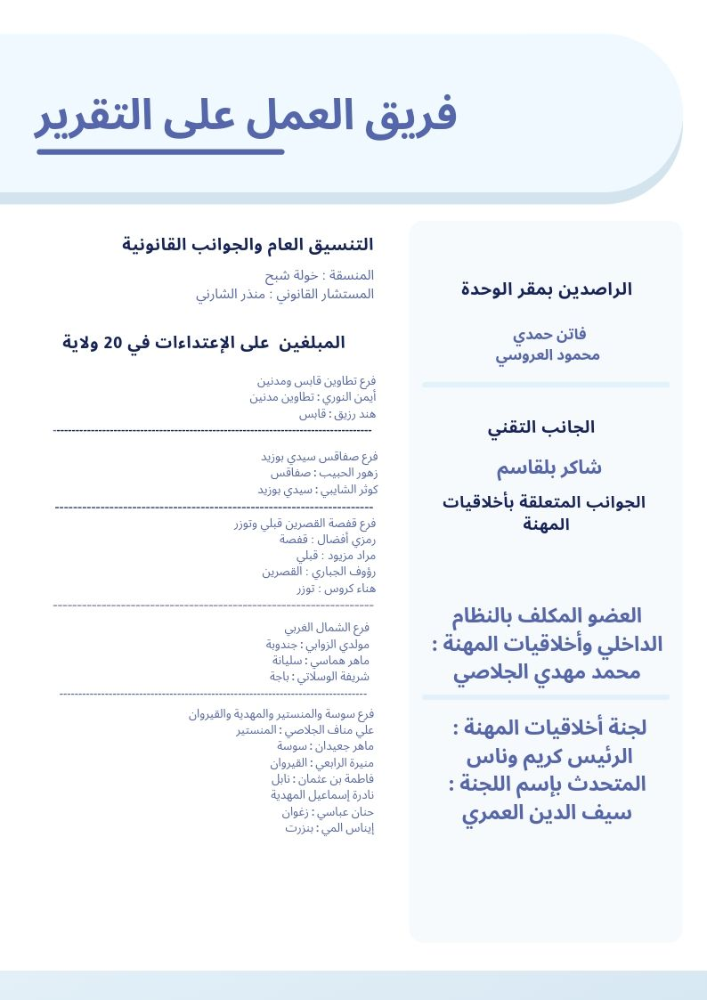 فريق العمل على التقرير
الراصدين بمقر الوحدة
فاتن حمدي
محمود العروسي
الجانب التقني
شاكر بلقاسم
الجوانب المتعلقة بأخلاقيات
المهنة
العضو المكلف بالنظام
الداخلي وأخلاقيات المهنة :
محمد مهدي الجلاصي
لجنة أخلاقيات المهنة :
الرئيس كريم وناس
المتحدث بإسم اللجنة :
سيف الدين العمري
التنسيق العام والجوانب القانونية
المنسقة : خولة شبح
المستشار القانوني : منذر الشارني
المبلغين على الإعتداءات في 20 ولاية
فرع تطاوين قابس ومدنين
أيمن النوري : تطاوين مدنين
هند رزيق : قابس
فرع صفاقس سيدي بوزيد
زهور الحبيب : صفاقس
كوثر الشايبي : سيدي بوزيد
فرع قفصة القصرين قبلي وتوزر
رمزي أفضال : قفصة
مراد مزيود : قبلي
رؤوف الجباري : القصرين
هناء كروس : توزر
فرع الشمال الغربي
مولدي الزوابي : جندوبة
ماهر هماسي : سليانة
شريفة الوسلاتي : باجة
فرع سوسة والمنستير والمهدية والقيروان
علي مناف الجلاصي : المنستير
ماهر جعيدان : سوسة
منيرة الرابعي : القيروان
فاطمة بن عثمان : نابل
نادرة إسماعيل المهدية
حنان عباسي : زغوان
إيناس المي : بنزرت